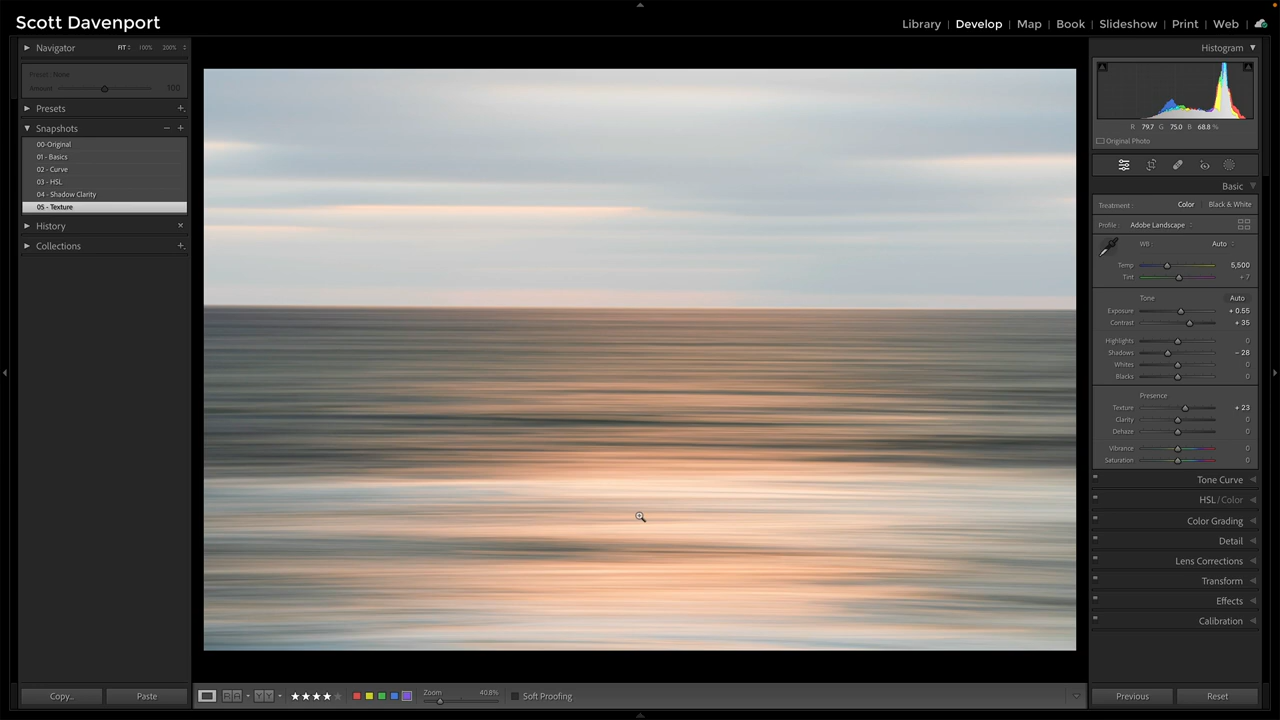 Scott Davenport
Library | Develop | Map | Book | Slideshow | Print | Web
Navigator FIT 100% 200%
Preset: None
Amount 100
Presets
Snapshots
00-Original
01 - Basics
02 - Curve
03 - HSL
04 - Shadow Clarity
05 - Texture
History
Collections
Copy... Paste
Zoom 40.8%
Soft Proofing
Histogram
R 79.7 G 75.0 B 68.8 %
Original Photo
Basic
Treatment: Color Black & White
Profile: Adobe Landscape
WB: Auto
Temp 5,500
Tint + 7
Tone Auto
Exposure + 0.55
Contrast + 35
Highlights 0
Shadows − 28
Whites 0
Blacks 0
Presence
Texture + 23
Clarity 0
Dehaze 0
Vibrance 0
Saturation 0
Tone Curve
HSL / Color
Color Grading
Detail
Lens Corrections
Transform
Effects
Calibration
Previous Reset